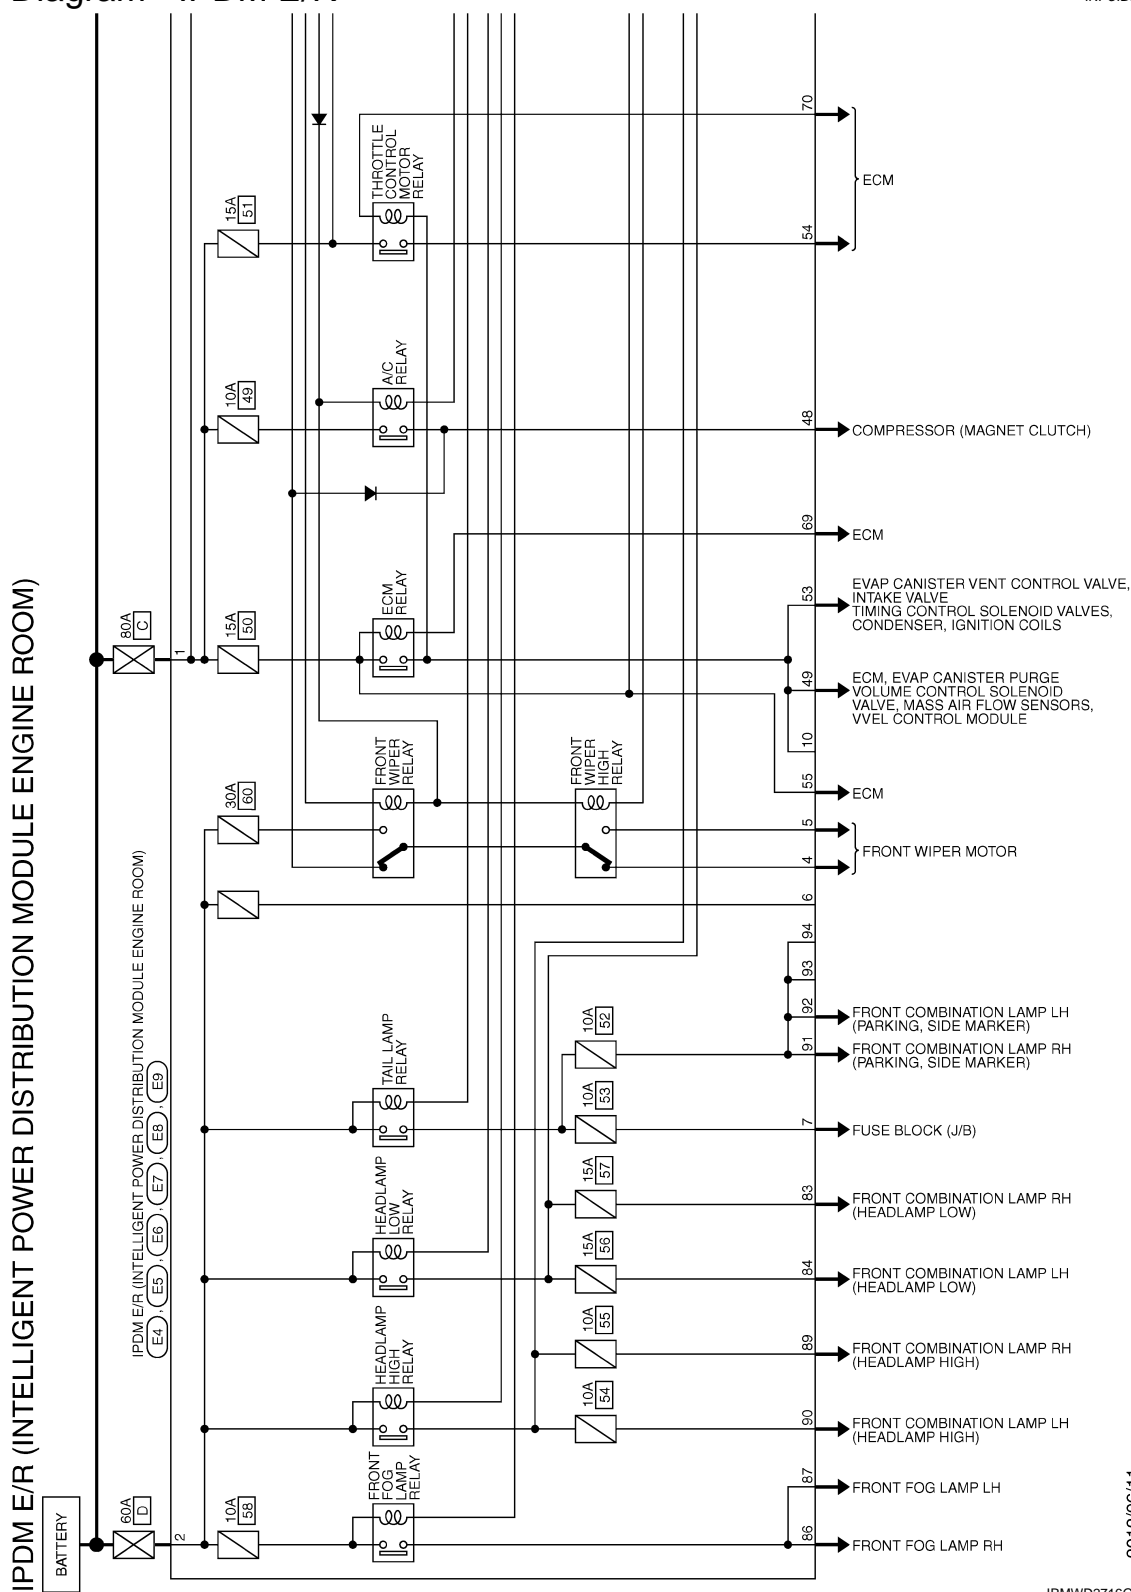 IPDM E/R (INTELLIGENT POWER DISTRIBUTION MODULE ENGINE ROOM)
BATTERY
60A
D
80A
C
IPDM E/R (INTELLIGENT POWER DISTRIBUTION MODULE ENGINE ROOM)
E4, E5, E6, E7, E8, E9
2
1
10A
58
30A
60
15A
50
10A
49
15A
51
THROTTLE
CONTROL
MOTOR
RELAY
70
54
ECM
A/C
RELAY
48
COMPRESSOR (MAGNET CLUTCH)
69
ECM
ECM
RELAY
53
EVAP CANISTER VENT CONTROL VALVE,
INTAKE VALVE
TIMING CONTROL SOLENOID VALVES,
CONDENSER, IGNITION COILS
49
ECM, EVAP CANISTER PURGE
VOLUME CONTROL SOLENOID
VALVE, MASS AIR FLOW SENSORS,
VVEL CONTROL MODULE
10
55
ECM
FRONT
WIPER
RELAY
FRONT
WIPER
HIGH
RELAY
5
4
FRONT WIPER MOTOR
6
94
93
92
FRONT COMBINATION LAMP LH
(PARKING, SIDE MARKER)
10A
52
91
FRONT COMBINATION LAMP RH
(PARKING, SIDE MARKER)
TAIL LAMP
RELAY
10A
53
7
FUSE BLOCK (J/B)
15A
57
83
FRONT COMBINATION LAMP RH
(HEADLAMP LOW)
HEADLAMP
LOW
RELAY
15A
56
84
FRONT COMBINATION LAMP LH
(HEADLAMP LOW)
10A
55
89
FRONT COMBINATION LAMP RH
(HEADLAMP HIGH)
HEADLAMP
HIGH
RELAY
10A
54
90
FRONT COMBINATION LAMP LH
(HEADLAMP HIGH)
FRONT
FOG
LAMP
RELAY
87
FRONT FOG LAMP LH
86
FRONT FOG LAMP RH